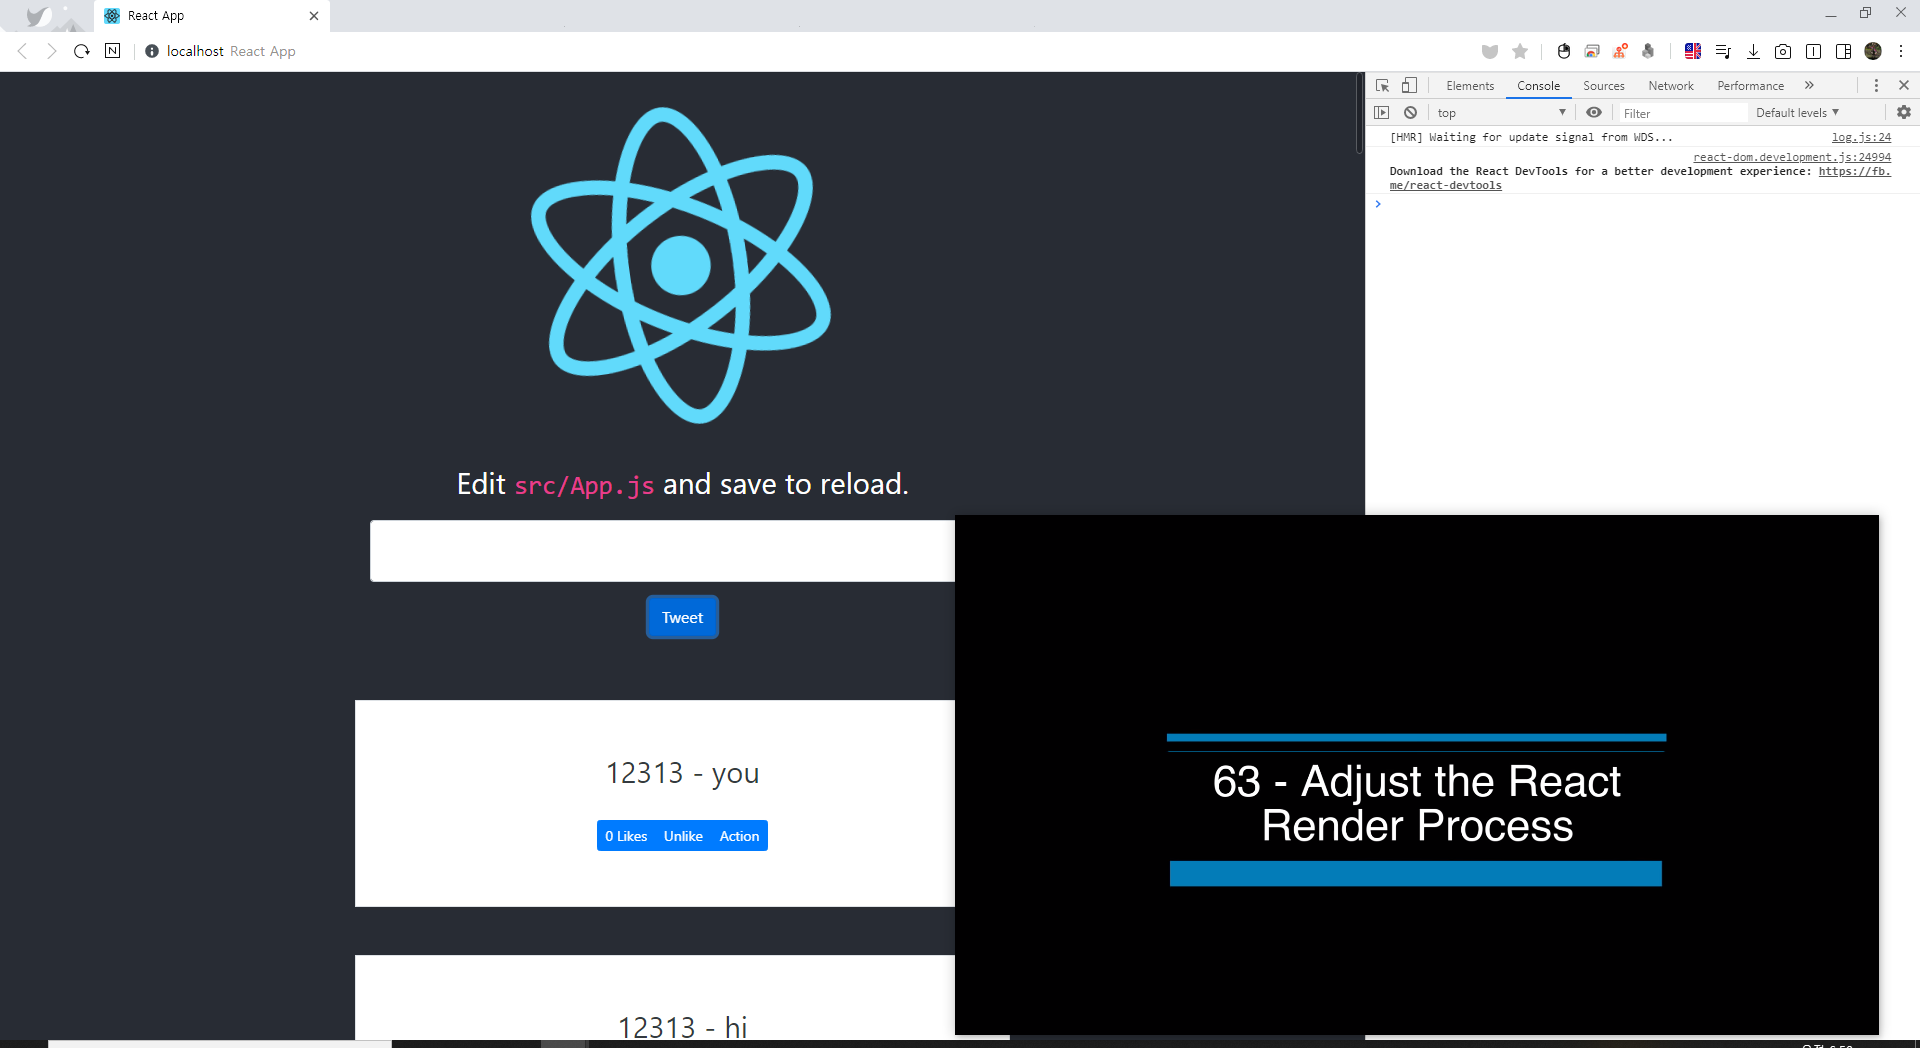 React App
localhost React App
Elements Console Sources Network Performance
top Filter Default levels
[HMR] Waiting for update signal from WDS... log.js:24
react-dom.development.js:24994
Download the React DevTools for a better development experience: https://fb.
me/react-devtools
Edit src/App.js and save to reload.
Tweet
12313 - you
0 Likes Unlike Action
12313 - hi
63 - Adjust the React
Render Process